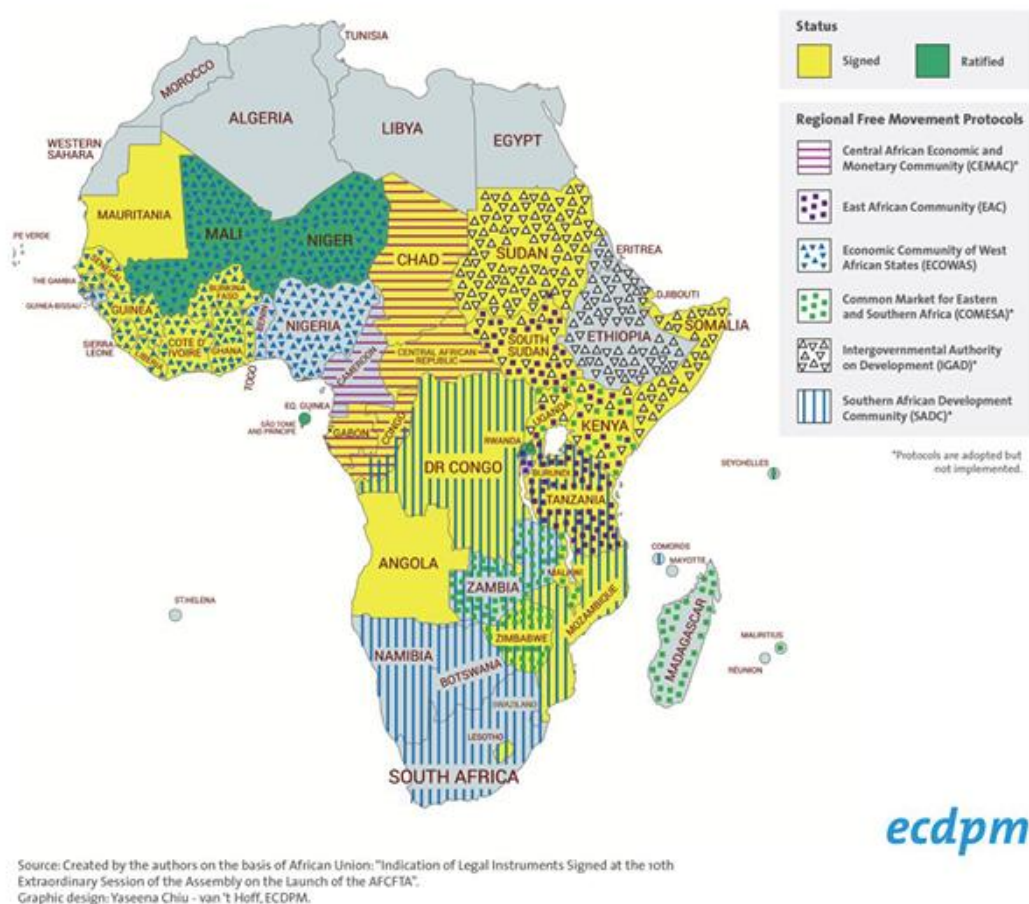 TUNISIA
MOROCCO
ALGERIA
LIBYA
EGYPT
WESTERN
SAHARA
MAURITANIA
MALI
NIGER
CHAD
SUDAN
ERITREA
PE VERDE
SENEGAL
THE GAMBIA
GUINEA-BISSAU
GUINEA
BURKINA
FASO
SIERRA
LEONE
LIBERIA
COTE D'
IVOIRE
GHANA
TOGO
BENIN
NIGERIA
DJIBOUTI
SOMALIA
ETHIOPIA
SOUTH
SUDAN
CENTRAL AFRICAN
REPUBLIC
CAMEROON
EQ. GUINEA
SÃO TOME
AND PRINCIPE
GABON
CONGO
DR CONGO
UGANDA
KENYA
RWANDA
BURUNDI
TANZANIA
SEYCHELLES
COMOROS
MAYOTTE
ANGOLA
ZAMBIA
MALAWI
MOZAMBIQUE
ZIMBABWE
MADAGASCAR
MAURITIUS
RÉUNION
ST.HELENA
NAMIBIA
BOTSWANA
SWAZILAND
LESOTHO
SOUTH AFRICA
Status
Signed
Ratified
Regional Free Movement Protocols
Central African Economic and
Monetary Community (CEMAC)*
East African Community (EAC)
Economic Community of West
African States (ECOWAS)
Common Market for Eastern
and Southern Africa (COMESA)*
Intergovernmental Authority
on Development (IGAD)*
Southern African Development
Community (SADC)*
*Protocols are adopted but
not implemented.
ecdpm
Source: Created by the authors on the basis of African Union: "Indication of Legal Instruments Signed at the 10th
Extraordinary Session of the Assembly on the Launch of the AFCFTA".
Graphic design: Yaseena Chiu - van 't Hoff, ECDPM.